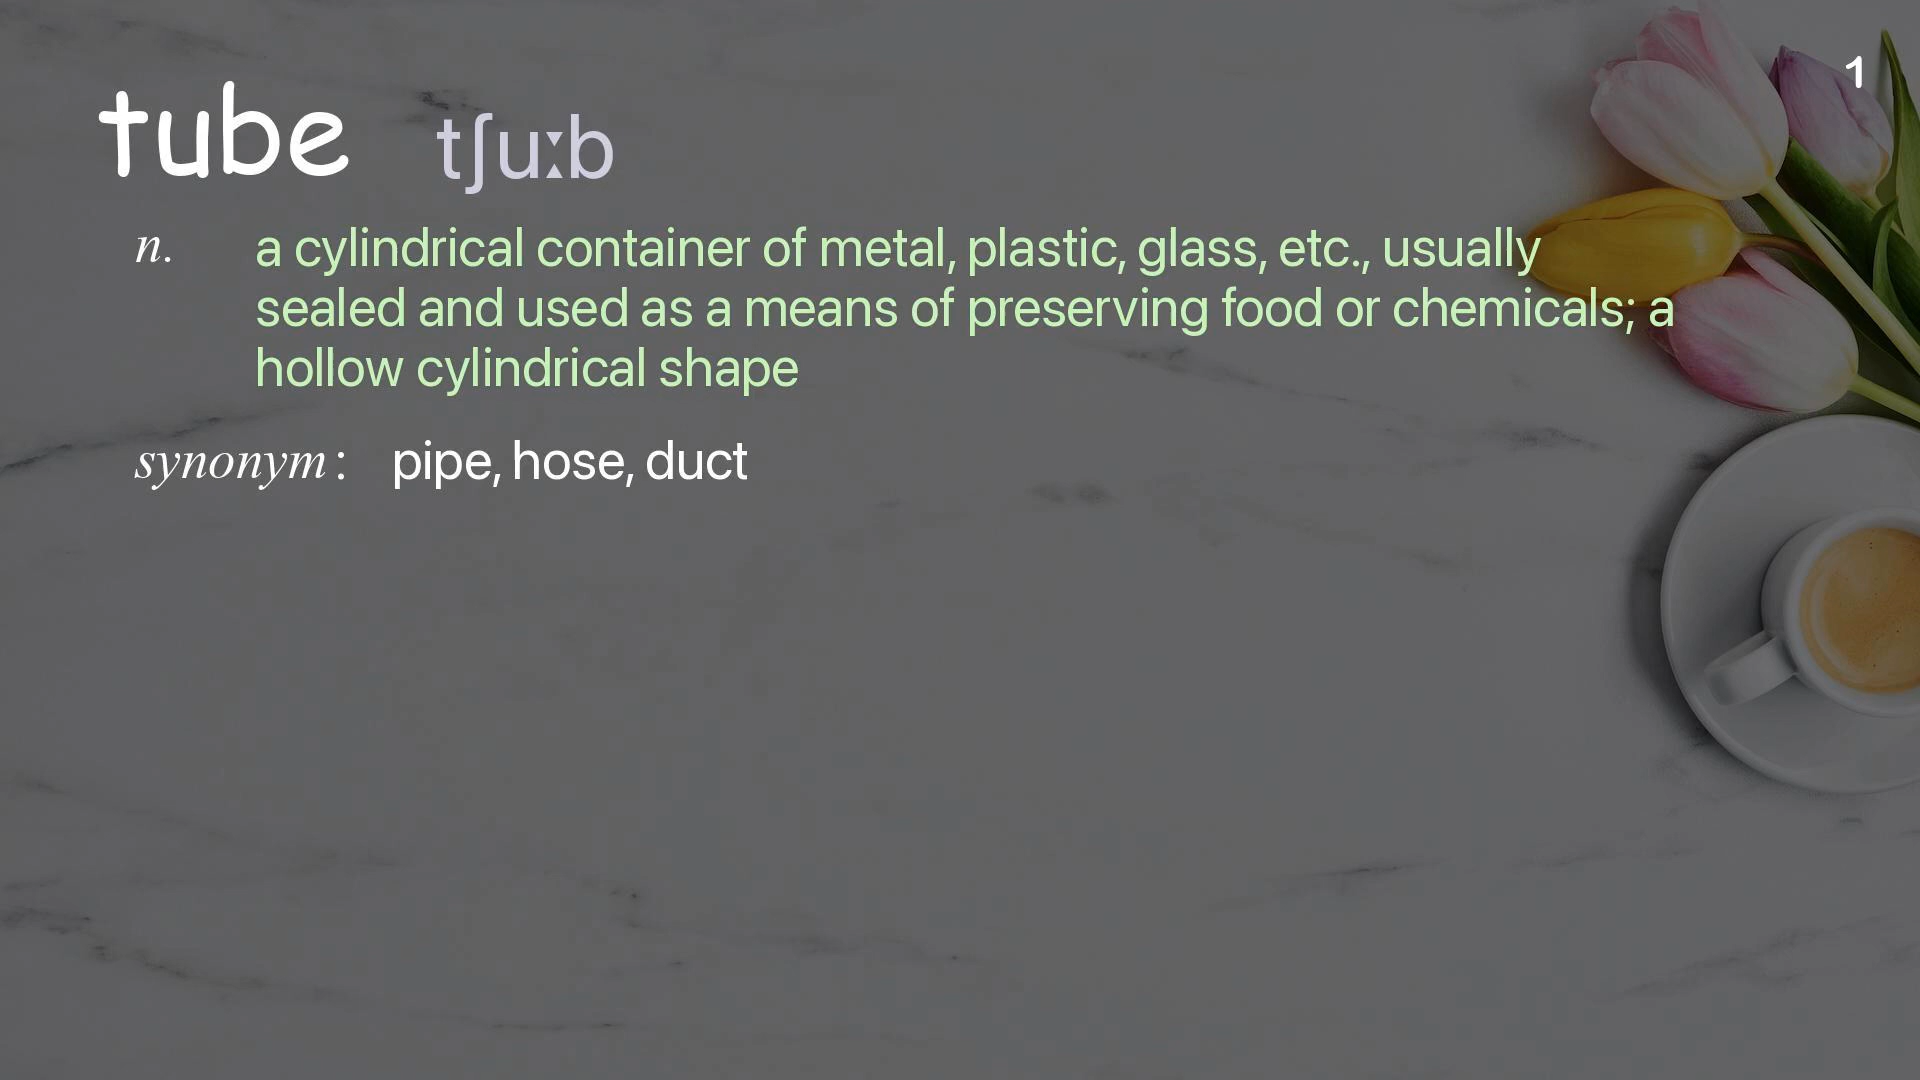 1
tube tʃuːb
n. a cylindrical container of metal, plastic, glass, etc., usually
sealed and used as a means of preserving food or chemicals; a
hollow cylindrical shape
synonym : pipe, hose, duct